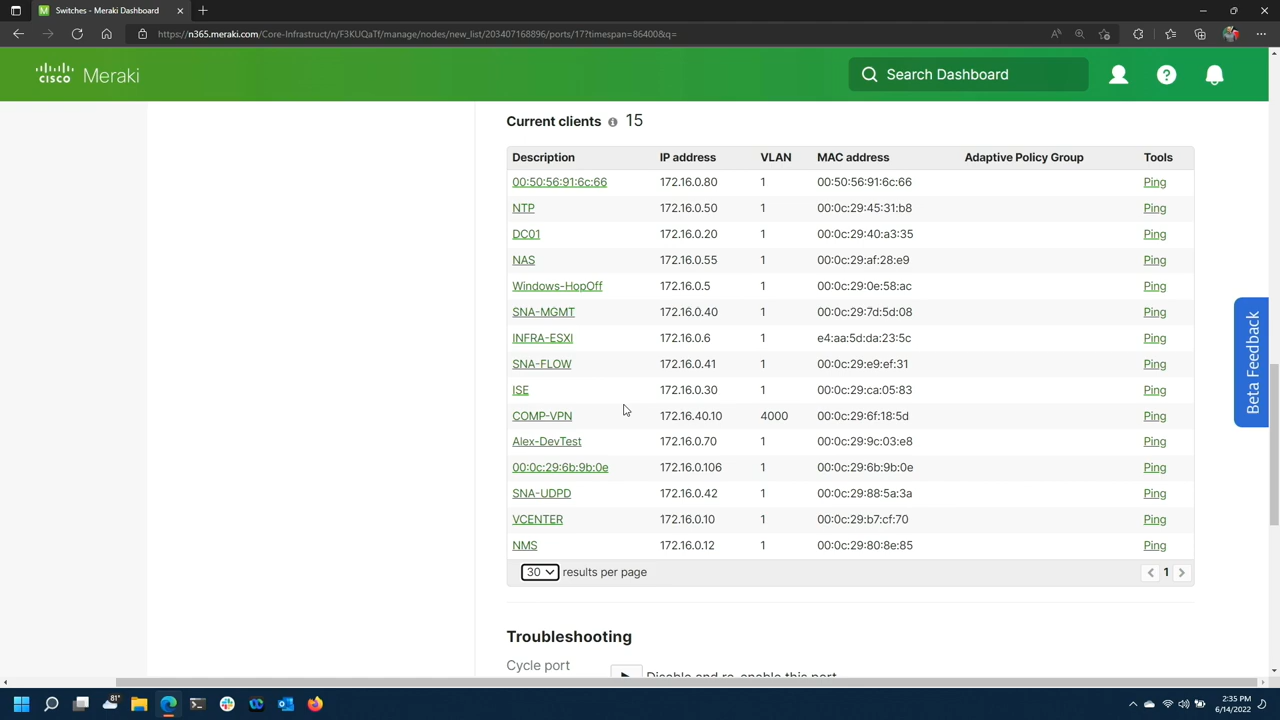 Switches - Meraki Dashboard
https://n365.meraki.com/Core-Infrastruct/n/F3KUQaTf/manage/nodes/new_list/203407168896/ports/17?timespan=86400&q=
cisco Meraki
Search Dashboard
Current clients 15
Description IP address VLAN MAC address Adaptive Policy Group Tools
00:50:56:91:6c:66 172.16.0.80 1 00:50:56:91:6c:66 Ping
NTP 172.16.0.50 1 00:0c:29:45:31:b8 Ping
DC01 172.16.0.20 1 00:0c:29:40:a3:35 Ping
NAS 172.16.0.55 1 00:0c:29:af:28:e9 Ping
Windows-HopOff 172.16.0.5 1 00:0c:29:0e:58:ac Ping
SNA-MGMT 172.16.0.40 1 00:0c:29:7d:5d:08 Ping
INFRA-ESXI 172.16.0.6 1 e4:aa:5d:da:23:5c Ping
SNA-FLOW 172.16.0.41 1 00:0c:29:e9:ef:31 Ping
ISE 172.16.0.30 1 00:0c:29:ca:05:83 Ping
COMP-VPN 172.16.40.10 4000 00:0c:29:6f:18:5d Ping
Alex-DevTest 172.16.0.70 1 00:0c:29:9c:03:e8 Ping
00:0c:29:6b:9b:0e 172.16.0.106 1 00:0c:29:6b:9b:0e Ping
SNA-UDPD 172.16.0.42 1 00:0c:29:88:5a:3a Ping
VCENTER 172.16.0.10 1 00:0c:29:b7:cf:70 Ping
NMS 172.16.0.12 1 00:0c:29:80:8e:85 Ping
30 results per page 1
Beta Feedback
Troubleshooting
Cycle port Disable and re-enable this port
81°
2:35 PM
6/14/2022